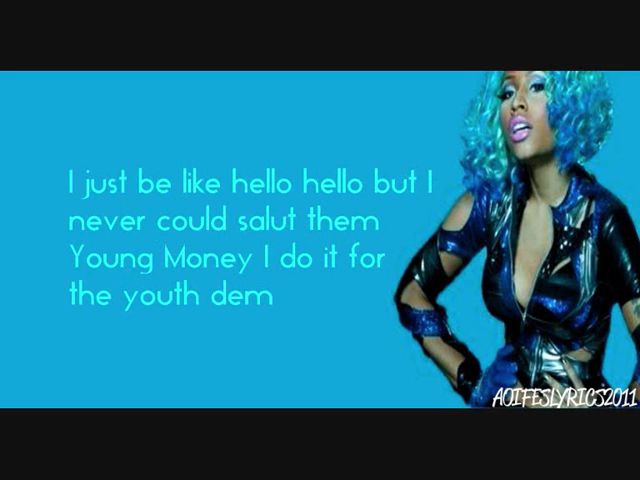 I just be like hello hello but I
never could salut them
Young Money I do it for
the youth dem
AOIFESLYRICS2011